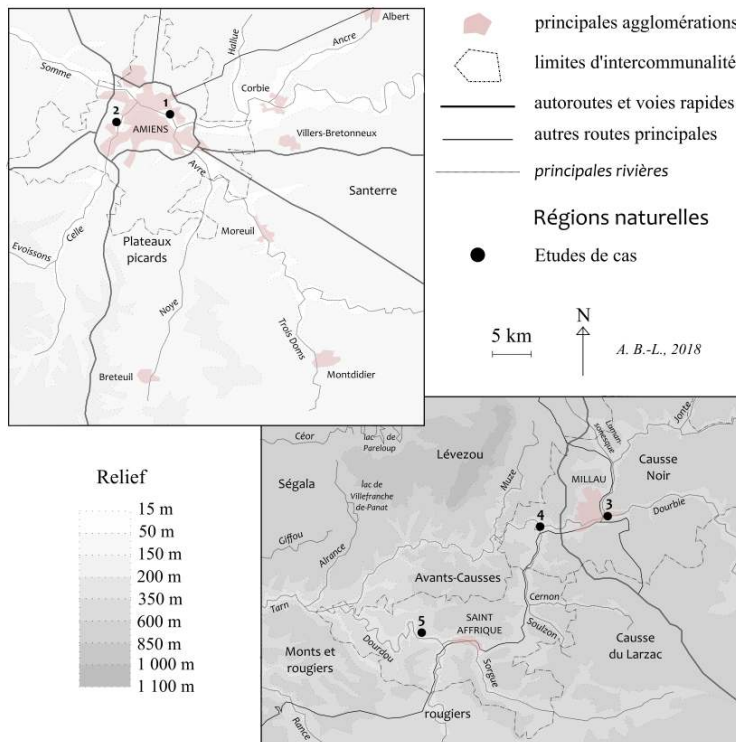 Albert
Hallue
Ancre
Somme
Corbie
1
2
AMIENS
Villers-Bretonneux
Avre
Santerre
Celle
Moreuil
Evoissons
Plateaux
picards
Noye
Trois Doms
Breteuil
Montdidier
principales agglomérations
limites d'intercommunalité
autoroutes et voies rapides
autres routes principales
principales rivières
Régions naturelles
Etudes de cas
5 km
N
A. B.-L., 2018
Relief
15 m
50 m
150 m
200 m
350 m
600 m
850 m
1 000 m
1 100 m
Céor
lac de
Pareloup
Lévezou
Jonte
Ségala
lac de
Villefranche
de-Panat
Muze
MILLAU
Causse
Noir
3
Dourbie
4
Giffou
Alrance
Avants-Causses
Tarn
Cernon
5
SAINT
AFFRIQUE
Soulzon
Dourdou
Causse
du Larzac
Monts et
rougiers
Sorgue
rougiers
Rance